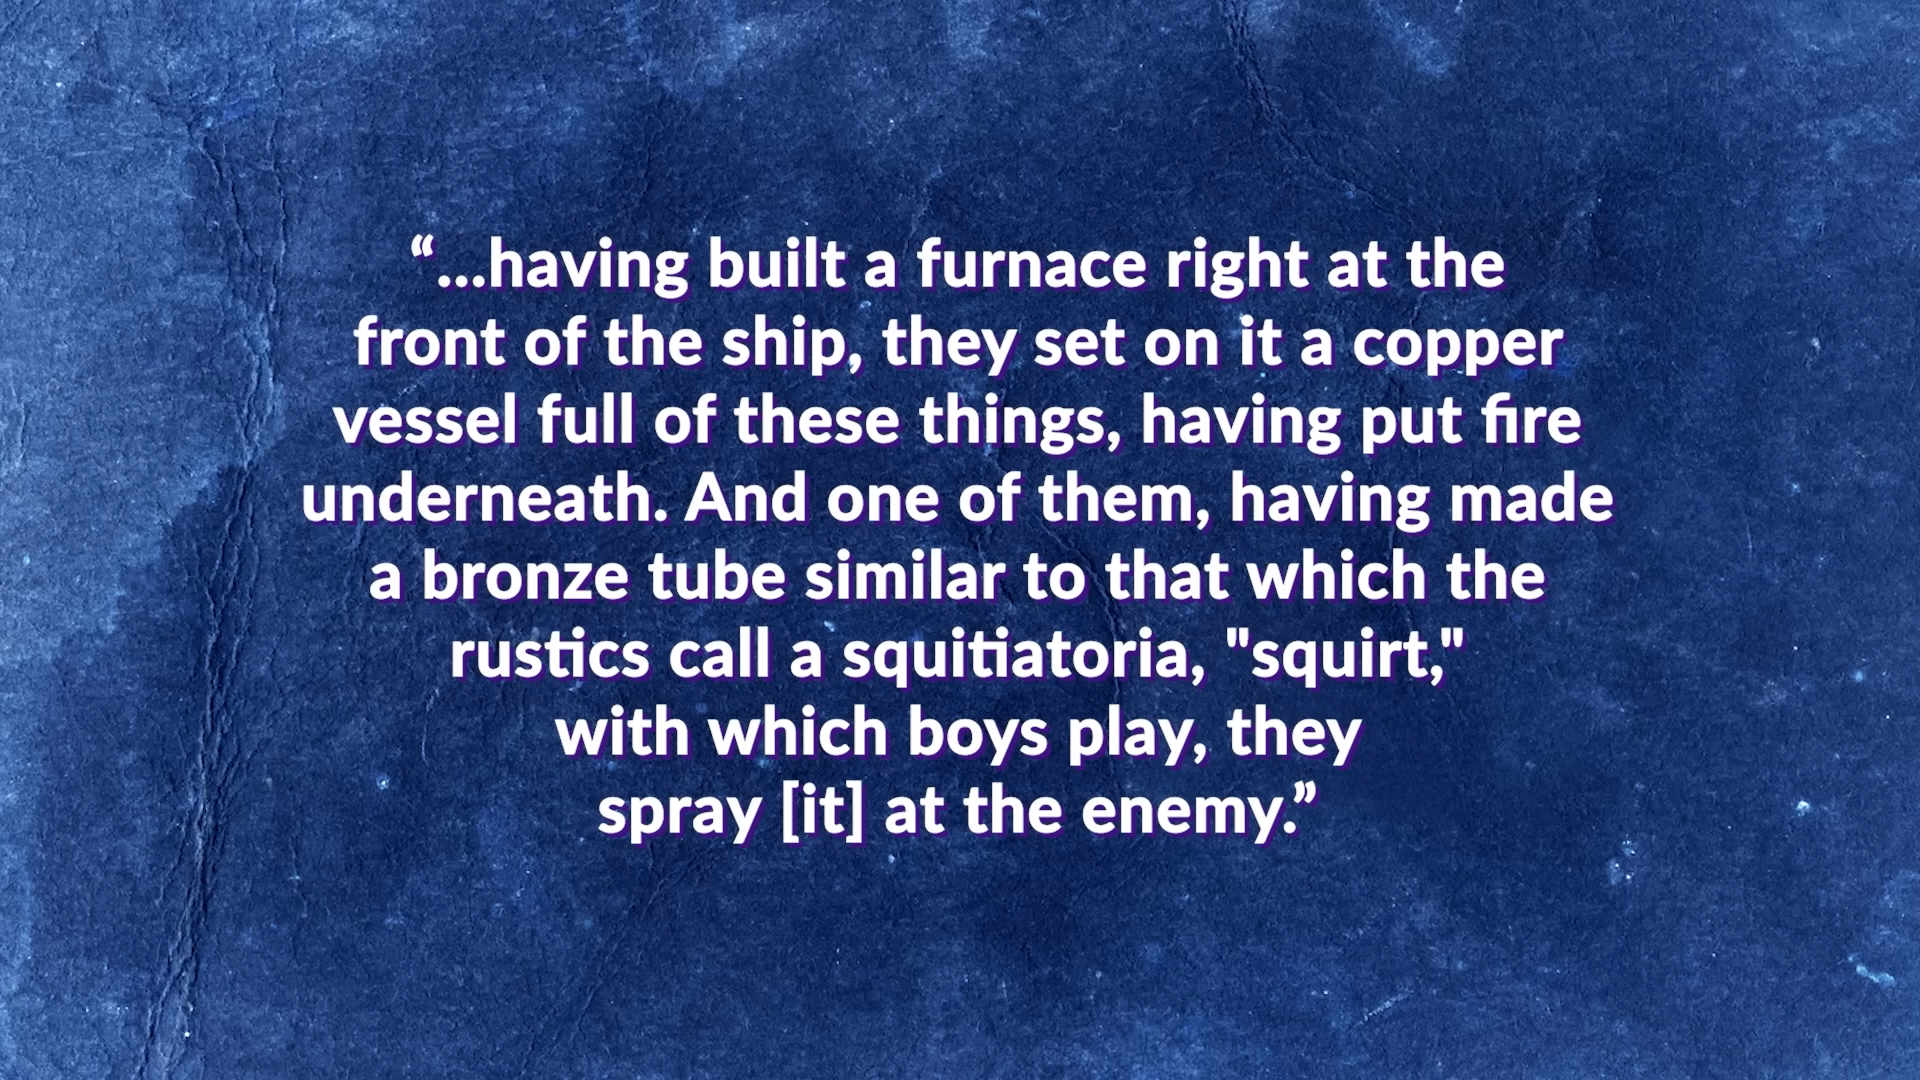 “...having built a furnace right at the
front of the ship, they set on it a copper
vessel full of these things, having put fire
underneath. And one of them, having made
a bronze tube similar to that which the
rustics call a squitiatoria, "squirt,"
with which boys play, they
spray [it] at the enemy.”